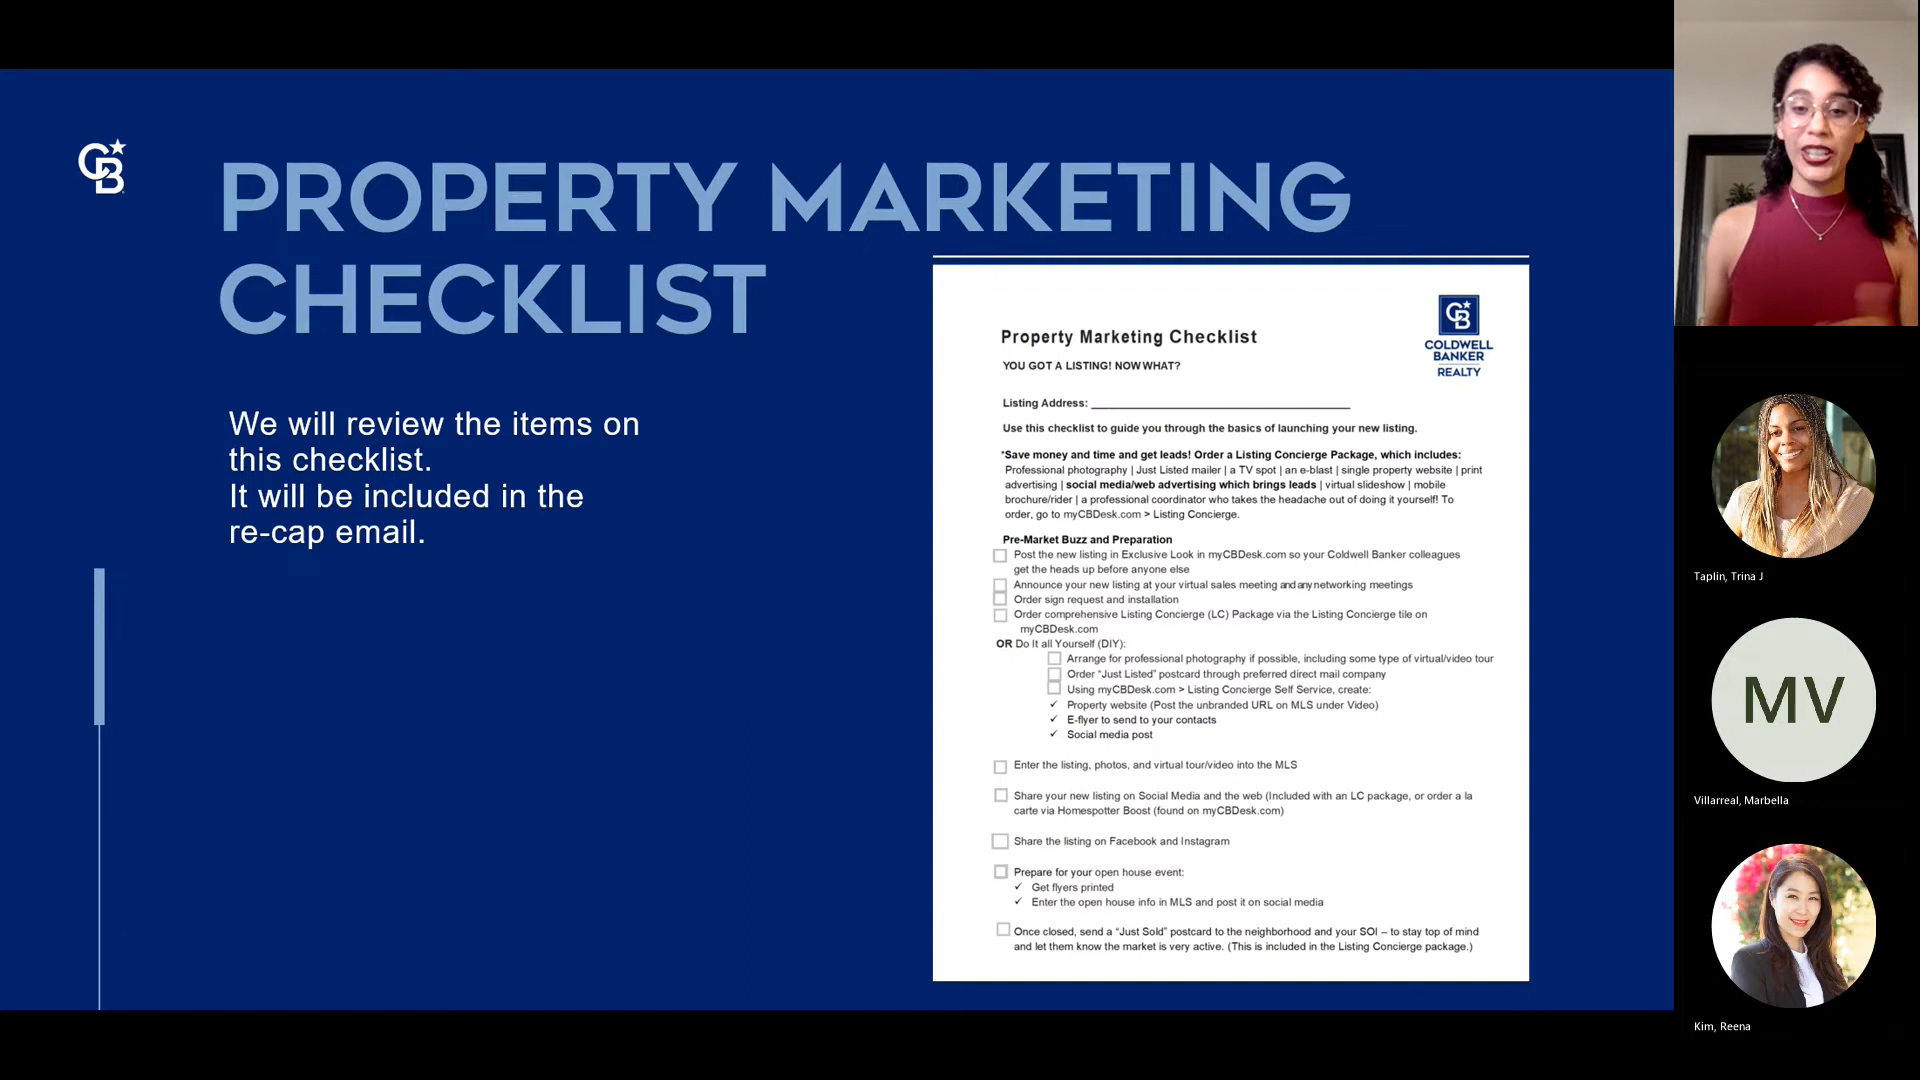 CB
PROPERTY MARKETING
CHECKLIST
We will review the items on
this checklist.
It will be included in the
re-cap email.
CB
COLDWELL
BANKER
REALTY
Property Marketing Checklist
YOU GOT A LISTING! NOW WHAT?
Listing Address:
Use this checklist to guide you through the basics of launching your new listing.
*Save money and time and get leads! Order a Listing Concierge Package, which includes:
Professional photography | Just Listed mailer | a TV spot | an e-blast | single property website | print
advertising | social media/web advertising which brings leads | virtual slideshow | mobile
brochure/rider | a professional coordinator who takes the headache out of doing it yourself! To
order, go to myCBDesk.com > Listing Concierge.
Pre-Market Buzz and Preparation
Post the new listing in Exclusive Look in myCBDesk.com so your Coldwell Banker colleagues
get the heads up before anyone else
Announce your new listing at your virtual sales meeting and any networking meetings
Order sign request and installation
Order comprehensive Listing Concierge (LC) Package via the Listing Concierge tile on
myCBDesk.com
OR Do It all Yourself (DIY):
Arrange for professional photography if possible, including some type of virtual/video tour
Order “Just Listed” postcard through preferred direct mail company
Using myCBDesk.com > Listing Concierge Self Service, create:
✓ Property website (Post the unbranded URL on MLS under Video)
✓ E-flyer to send to your contacts
✓ Social media post
Enter the listing, photos, and virtual tour/video into the MLS
Share your new listing on Social Media and the web (Included with an LC package, or order a la
carte via Homespotter Boost (found on myCBDesk.com)
Share the listing on Facebook and Instagram
Prepare for your open house event:
✓ Get flyers printed
✓ Enter the open house info in MLS and post it on social media
Once closed, send a “Just Sold” postcard to the neighborhood and your SOI – to stay top of mind
and let them know the market is very active. (This is included in the Listing Concierge package.)
Taplin, Trina J
MV
Villarreal, Marbella
Kim, Reena